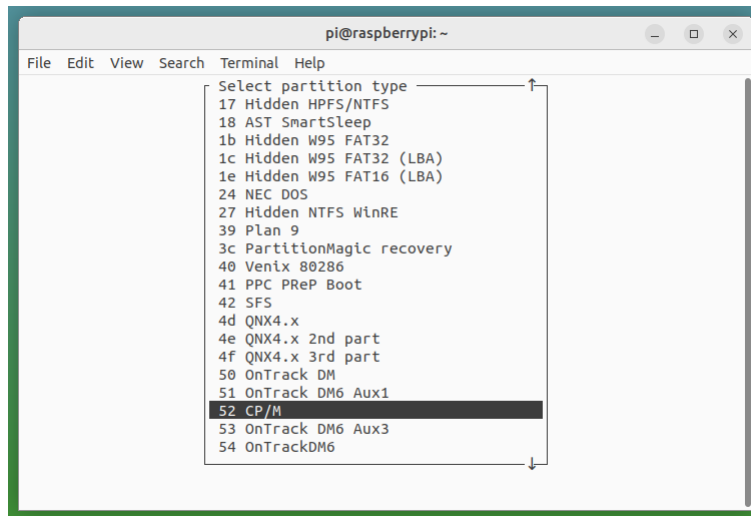 pi@raspberrypi: ~
File Edit View Search Terminal Help
Select partition type
17 Hidden HPFS/NTFS
18 AST SmartSleep
1b Hidden W95 FAT32
1c Hidden W95 FAT32 (LBA)
1e Hidden W95 FAT16 (LBA)
24 NEC DOS
27 Hidden NTFS WinRE
39 Plan 9
3c PartitionMagic recovery
40 Venix 80286
41 PPC PReP Boot
42 SFS
4d QNX4.x
4e QNX4.x 2nd part
4f QNX4.x 3rd part
50 OnTrack DM
51 OnTrack DM6 Aux1
52 CP/M
53 OnTrack DM6 Aux3
54 OnTrackDM6